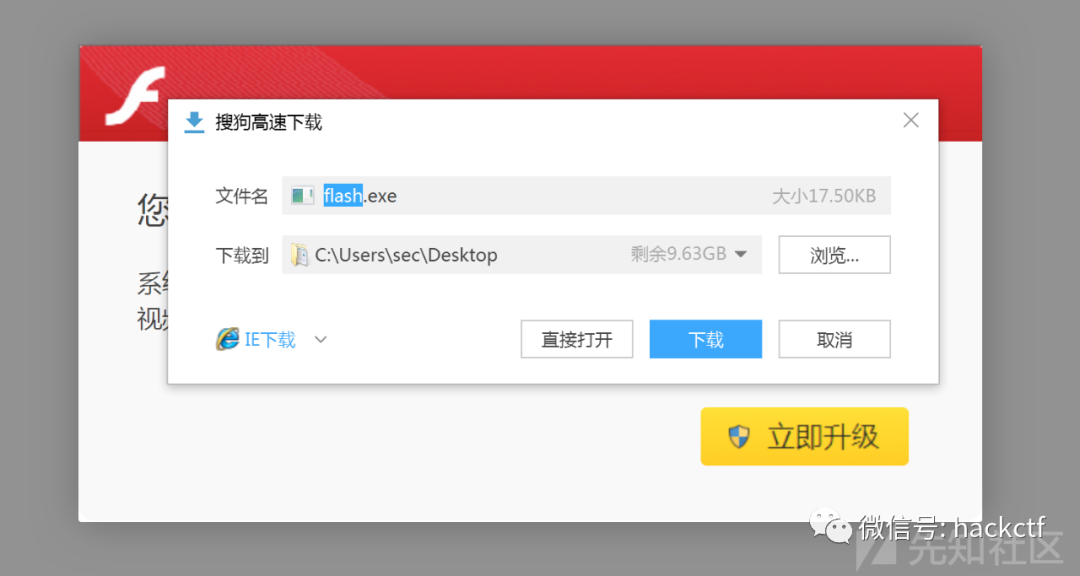 搜狗高速下载
您
文件名 flash.exe 大小17.50KB
下载到 C:\Users\sec\Desktop 剩余9.63GB 浏览...
系
视
IE下载 直接打开 下载 取消
立即升级
微信号: hackctf
先知社区